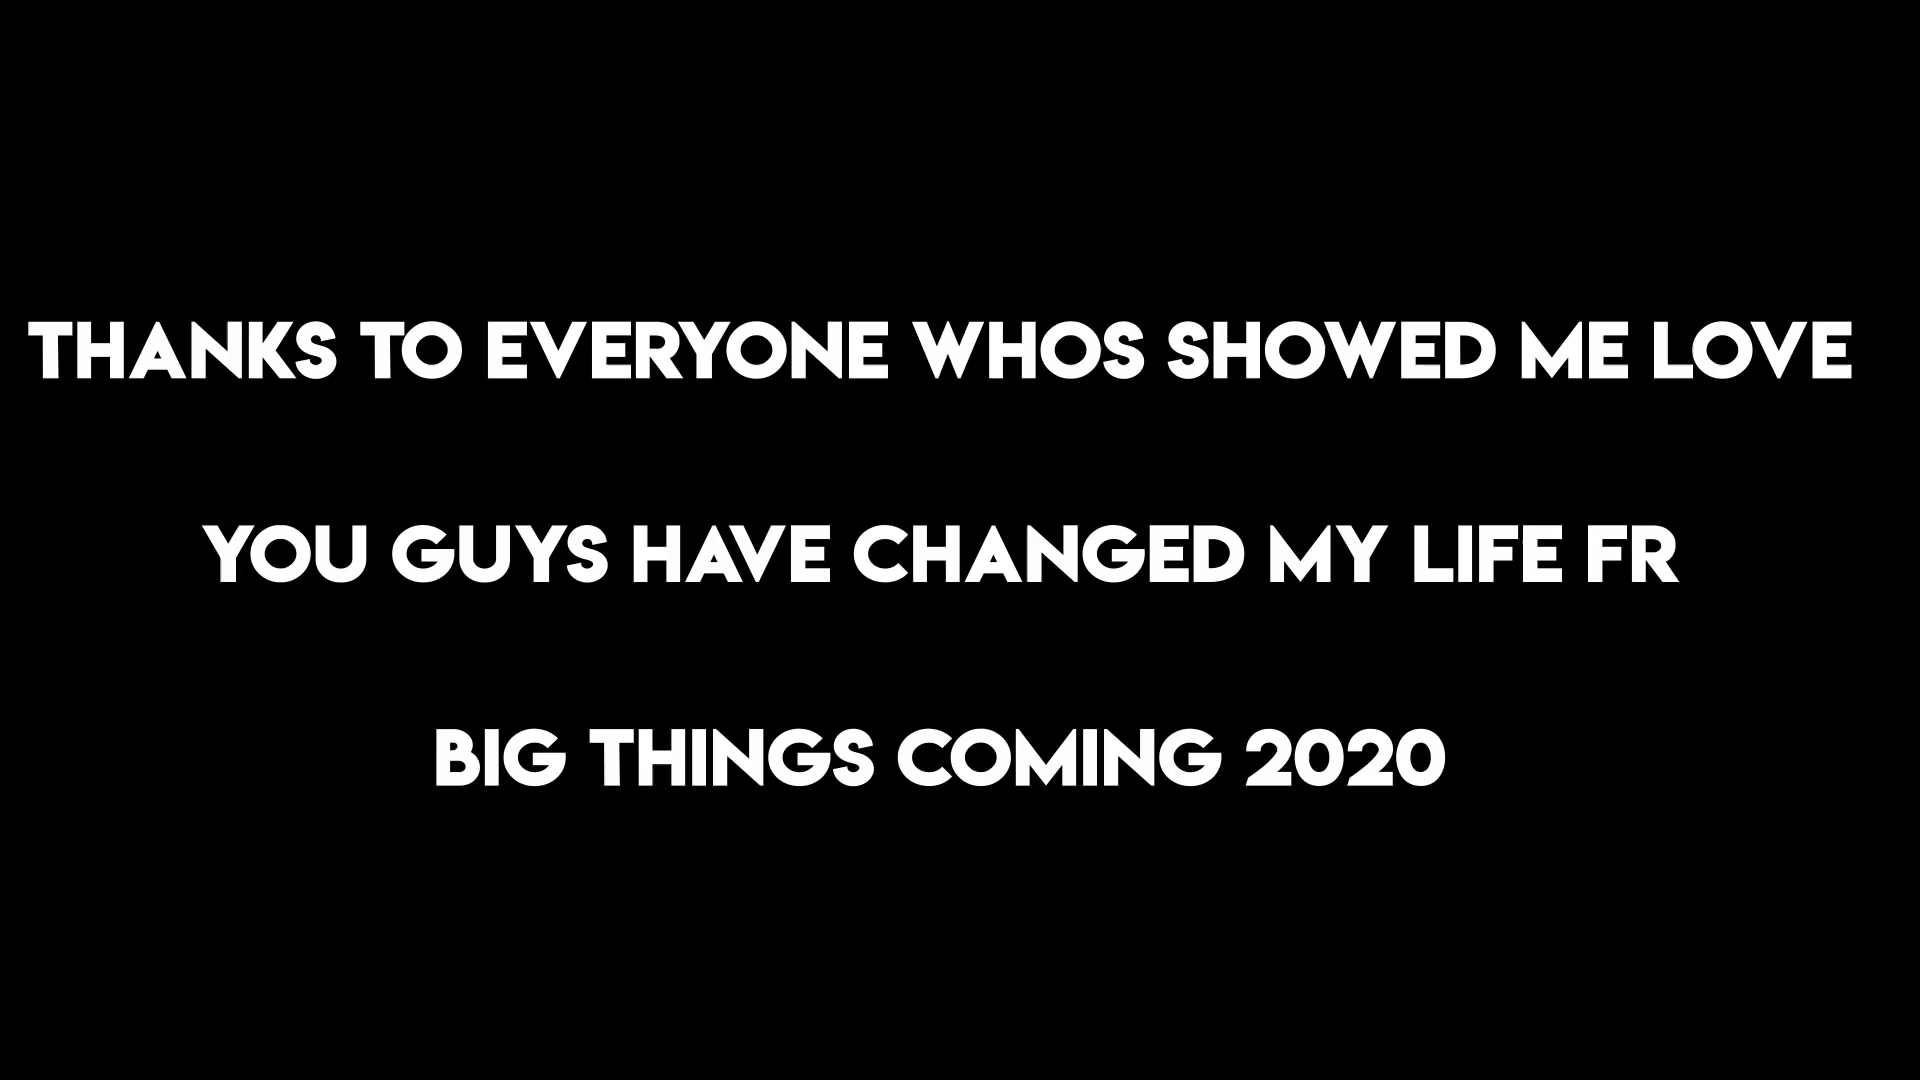 THANKS TO EVERYONE WHOS SHOWED ME LOVE
YOU GUYS HAVE CHANGED MY LIFE FR
BIG THINGS COMING 2020